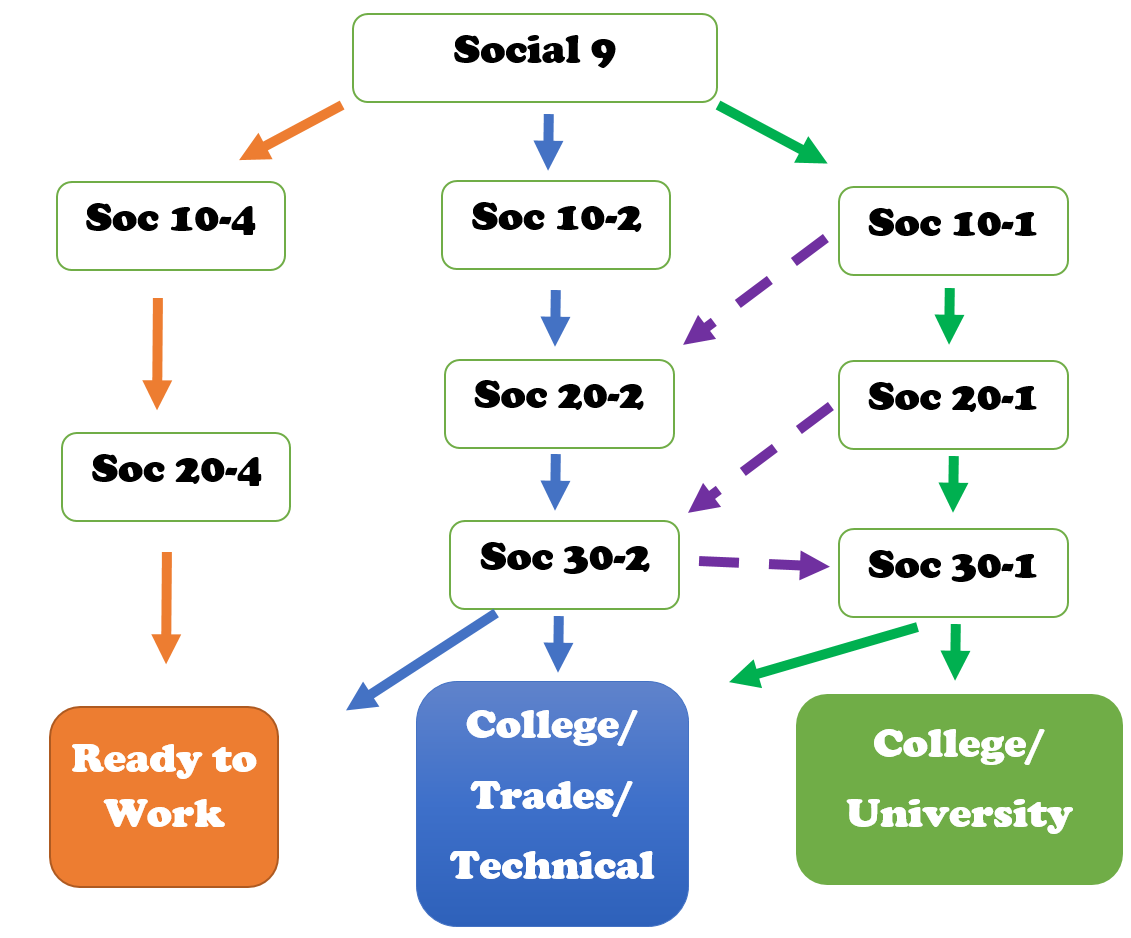 Social 9
Soc 10-4
Soc 10-2
Soc 10-1
Soc 20-2
Soc 20-1
Soc 20-4
Soc 30-2
Soc 30-1
Ready to
Work
College/
Trades/
Technical
College/
University